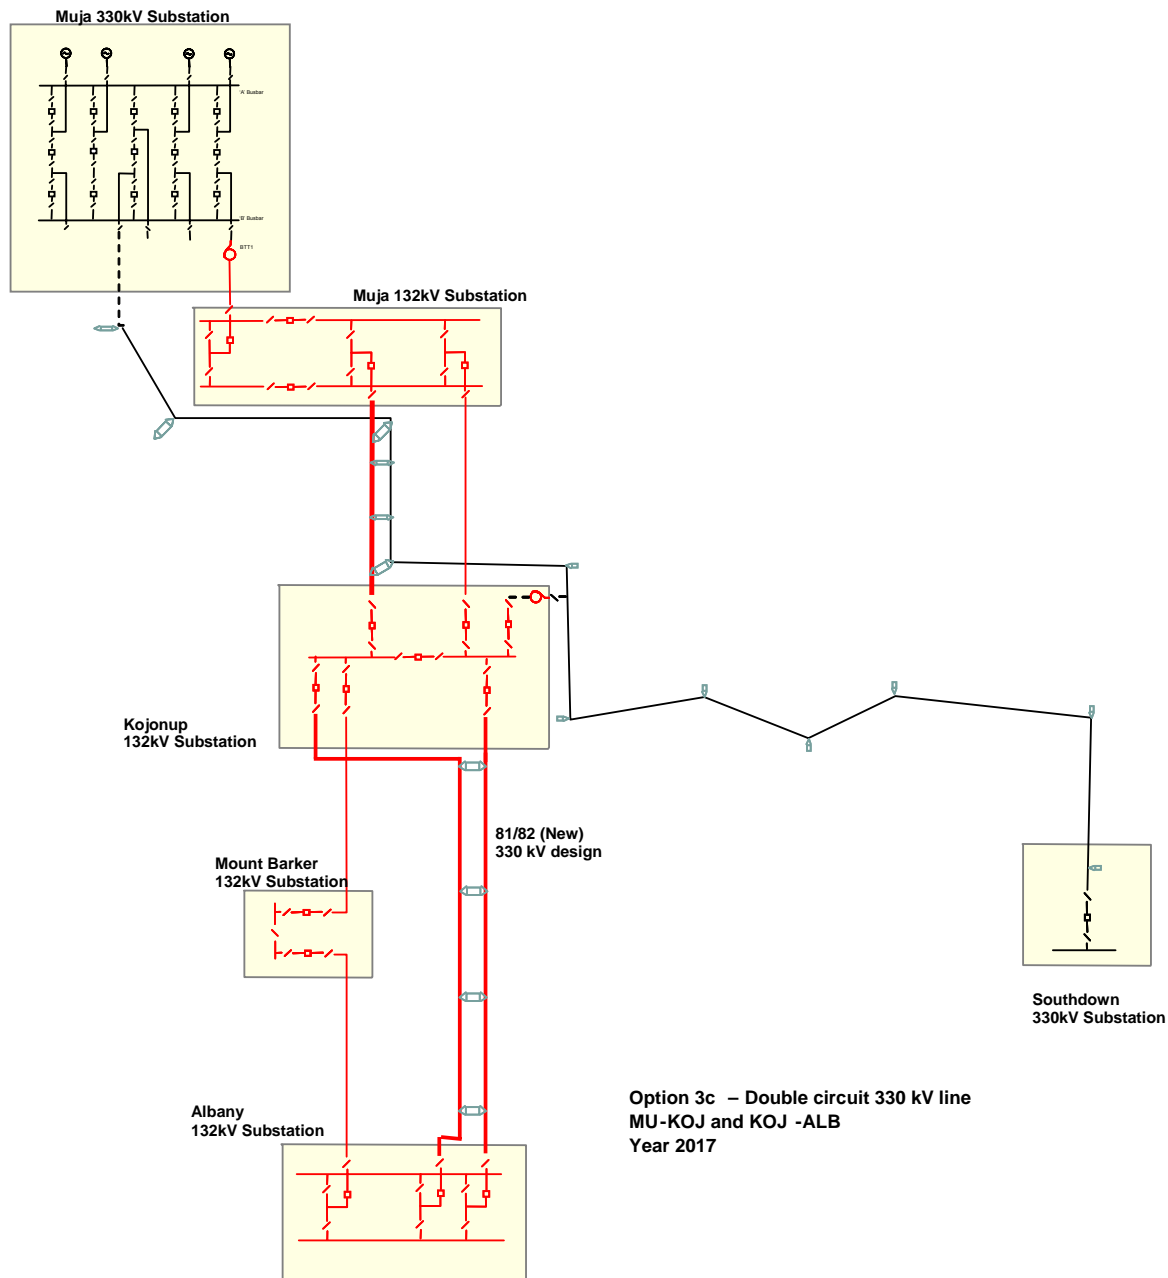 Muja 330kV Substation
'A' Busbar
'B' Busbar
BTT1
Muja 132kV Substation
Kojonup
132kV Substation
81/82 (New)
330 kV design
Mount Barker
132kV Substation
Southdown
330kV Substation
Albany
132kV Substation
Option 3c – Double circuit 330 kV line
MU-KOJ and KOJ -ALB
Year 2017